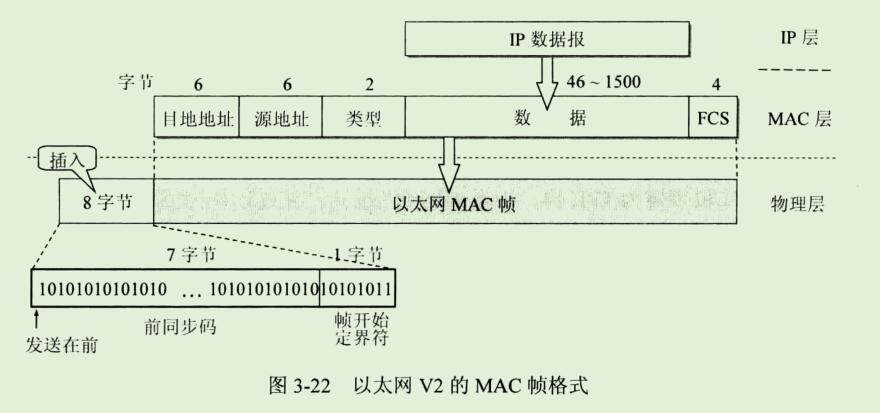 IP 数据报
IP 层
字节 6 6 2 46 ~ 1500 4
目地地址 源地址 类型 数 据 FCS MAC 层
插入
8 字节 以太网 MAC 帧 物理层
7 字节 1 字节
10101010101010 … 101010101010 10101011
发送在前 前同步码 帧开始
定界符
图 3-22 以太网 V2 的 MAC 帧格式